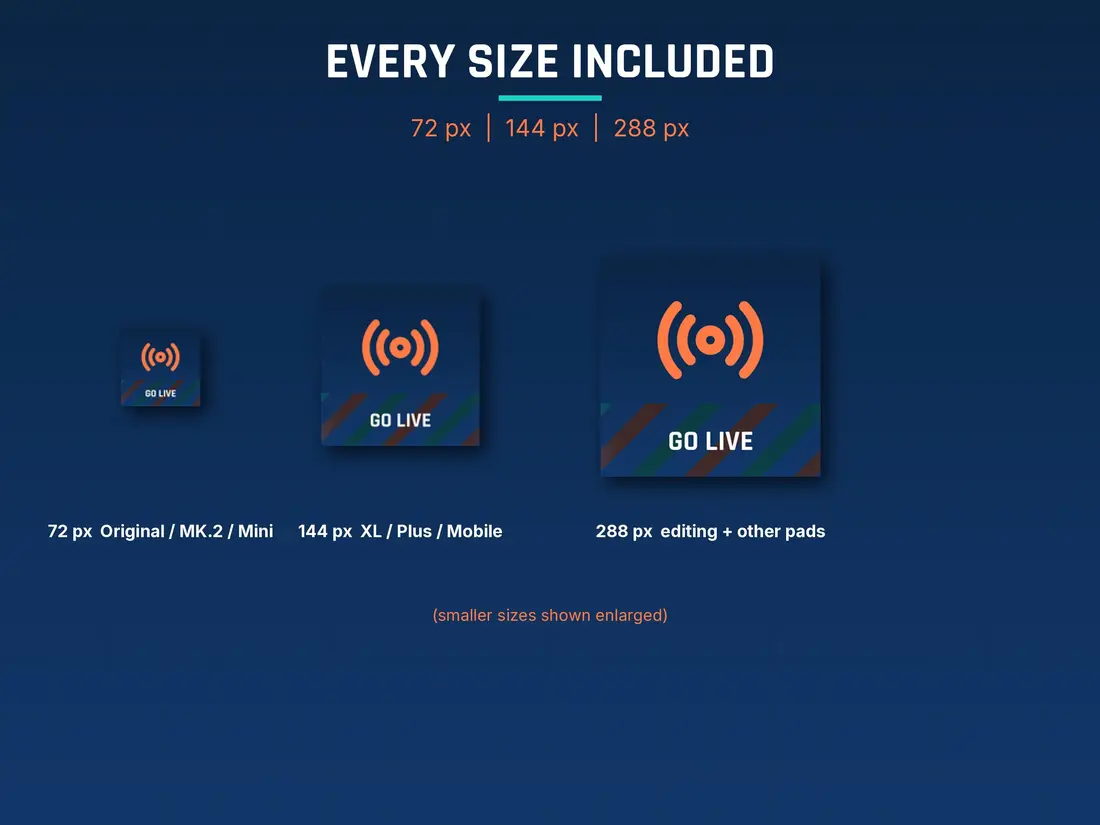 EVERY SIZE INCLUDED
72 px | 144 px | 288 px
GO LIVE
GO LIVE
GO LIVE
72 px Original / MK.2 / Mini
144 px XL / Plus / Mobile
288 px editing + other pads
(smaller sizes shown enlarged)